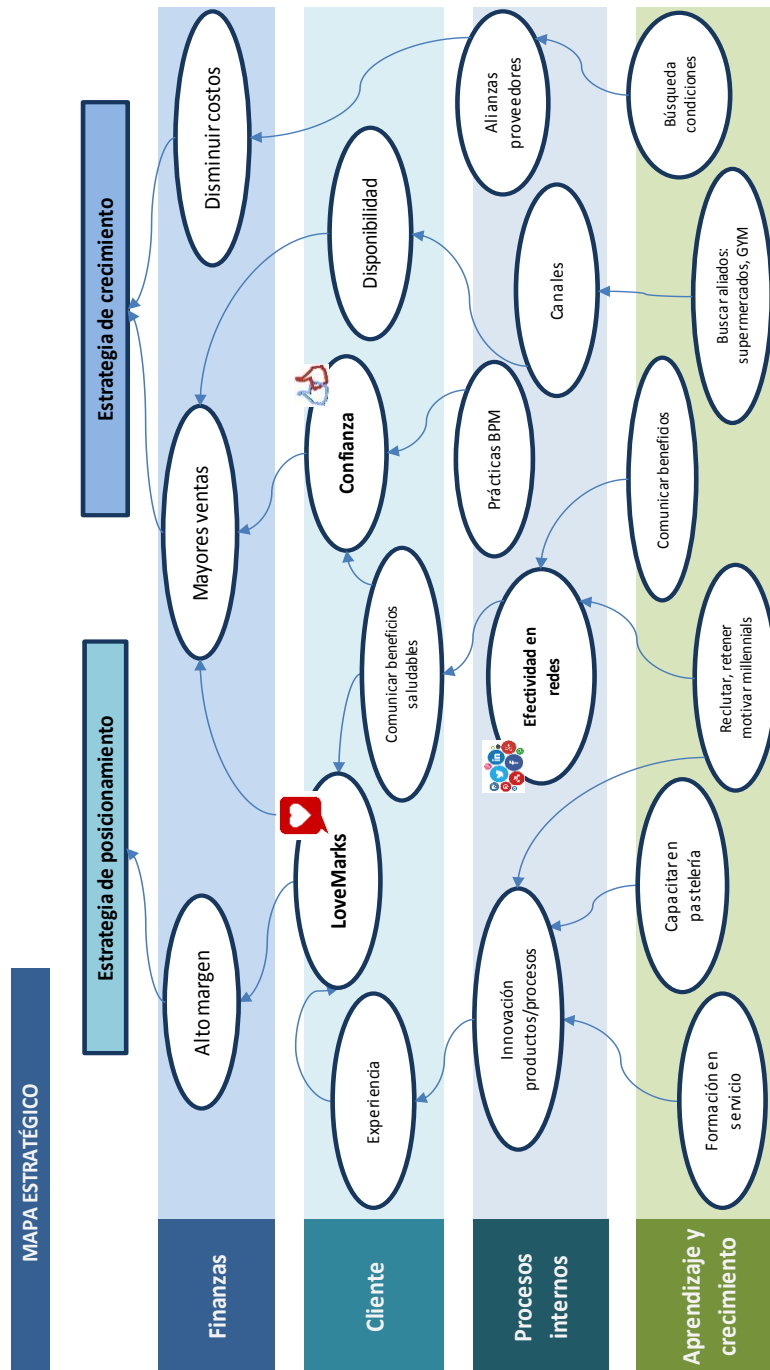 MAPA ESTRATÉGICO
Estrategia de posicionamiento
Estrategia de crecimiento
Finanzas
Alto margen
Mayores ventas
Disminuir costos
Cliente
Experiencia
LoveMarks
Comunicar beneficios
saludables
Confianza
Disponibilidad
Procesos
internos
Innovación
productos/procesos
Efectividad en
redes
Prácticas BPM
Canales
Alianzas
proveedores
Aprendizaje y
crecimiento
Formación en
servicio
Capacitar en
pastelería
Reclutar, retener
motivar millennials
Comunicar beneficios
Buscar aliados:
supermercados, GYM
Búsqueda
condiciones